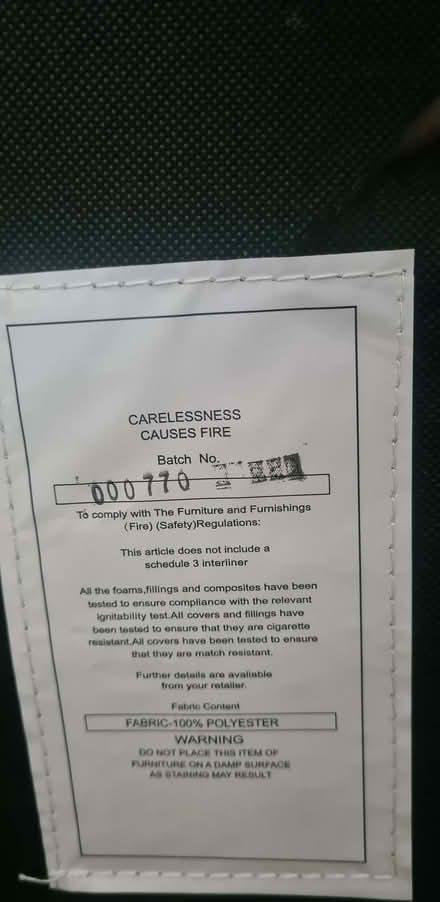 CARELESSNESS
CAUSES FIRE
Batch No.
000770
To comply with The Furniture and Furnishings
(Fire) (Safety)Regulations:
This article does not include a
schedule 3 interliner
All the foams,fillings and composites have been
tested to ensure compliance with the relevant
ignitability test.All covers and fillings have
been tested to ensure that they are cigarette
resistant.All covers have been tested to ensure
that they are match resistant.
Further details are available
from your retailer.
Fabric Content
FABRIC-100% POLYESTER
WARNING
DO NOT PLACE THIS ITEM OF
FURNITURE ON A DAMP SURFACE
AS STAINING MAY RESULT